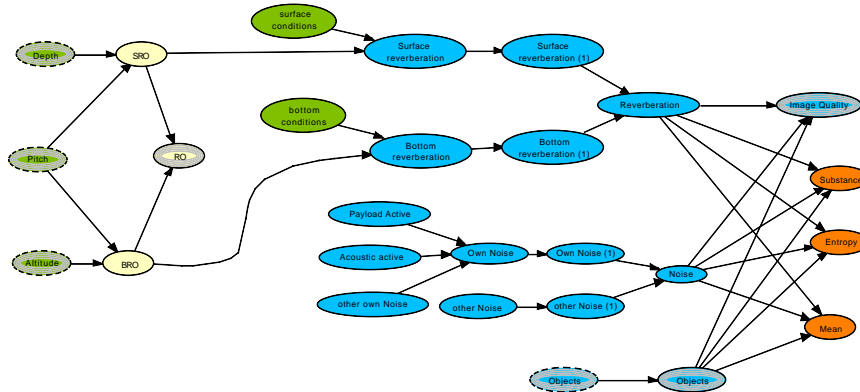 surface
conditions
Depth
SRO
Surface
reverberation
Surface
reverberation (1)
Reverberation
Image Quality
bottom
conditions
Pitch
RO
Bottom
reverberation
Bottom
reverberation (1)
Substance
Payload Active
Entropy
Altitude
BRO
Acoustic active
Own Noise
Own Noise (1)
Noise
other own Noise
other Noise
other Noise (1)
Mean
Objects
Objects